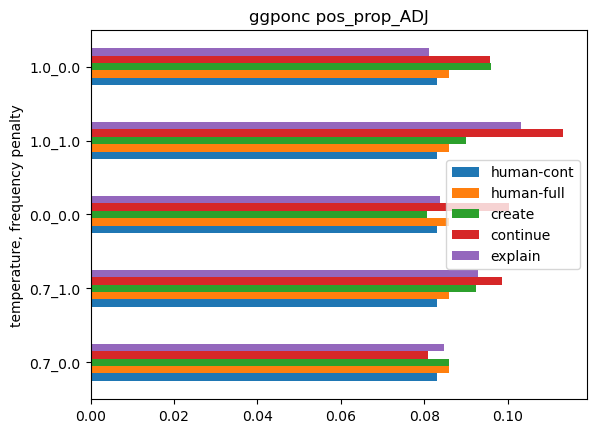 ggponc pos_prop_ADJ
temperature, frequency penalty
1.0_0.0
1.0_1.0
0.0_0.0
0.7_1.0
0.7_0.0
human-cont
human-full
create
continue
explain
0.00 0.02 0.04 0.06 0.08 0.10